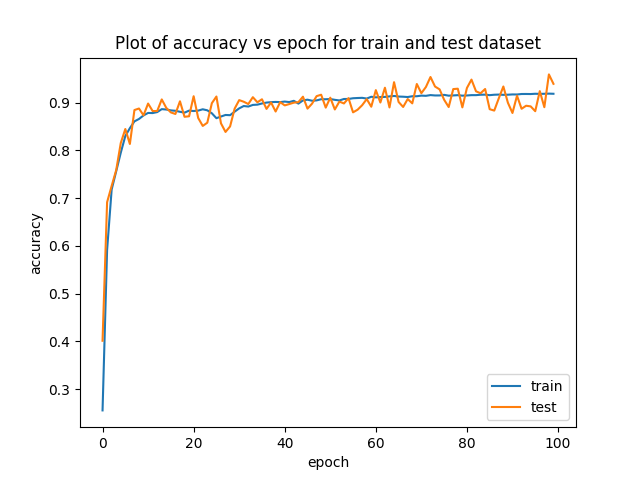 Plot of accuracy vs epoch for train and test dataset
accuracy
0.9
0.8
0.7
0.6
0.5
0.4
0.3
train
test
0 20 40 60 80 100
epoch